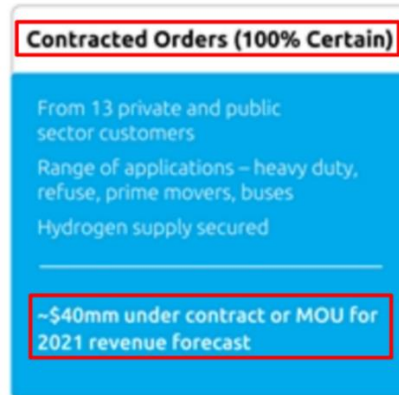 Contracted Orders (100% Certain)
From 13 private and public
sector customers
Range of applications – heavy duty,
refuse, prime movers, buses
Hydrogen supply secured
~$40mm under contract or MOU for
2021 revenue forecast